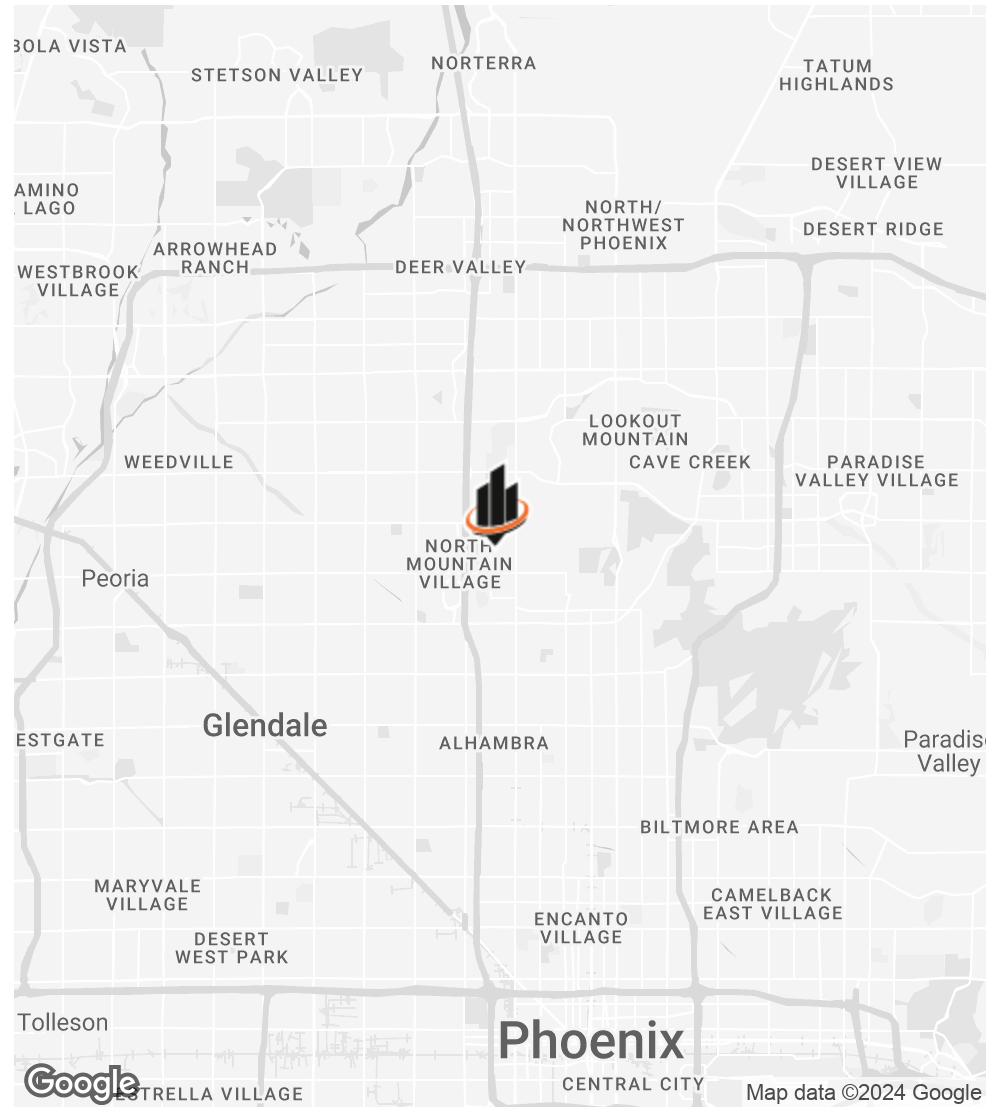 BOLA VISTA
STETSON VALLEY
NORTERRA
TATUM
HIGHLANDS
DESERT VIEW
VILLAGE
AMINO
LAGO
NORTH/
NORTHWEST
PHOENIX
DESERT RIDGE
ARROWHEAD
RANCH
WESTBROOK
VILLAGE
DEER VALLEY
LOOKOUT
MOUNTAIN
WEEDVILLE
CAVE CREEK
PARADISE
VALLEY VILLAGE
NORTH
MOUNTAIN
VILLAGE
Peoria
Glendale
ESTGATE
ALHAMBRA
Paradis
Valley
BILTMORE AREA
MARYVALE
VILLAGE
CAMELBACK
EAST VILLAGE
ENCANTO
VILLAGE
DESERT
WEST PARK
Tolleson
Phoenix
CENTRAL CITY
Google
ESTRELLA VILLAGE
Map data ©2024 Google